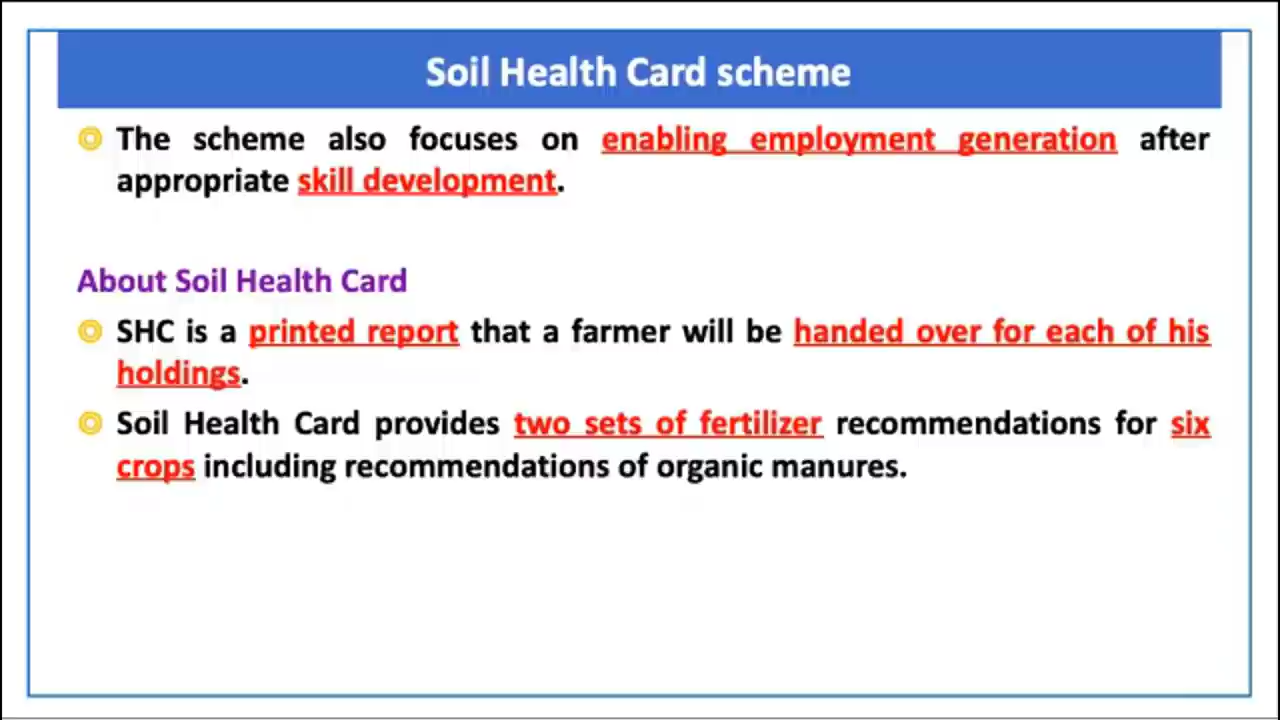 Soil Health Card scheme
The scheme also focuses on enabling employment generation after
appropriate skill development.
About Soil Health Card
SHC is a printed report that a farmer will be handed over for each of his
holdings.
Soil Health Card provides two sets of fertilizer recommendations for six
crops including recommendations of organic manures.